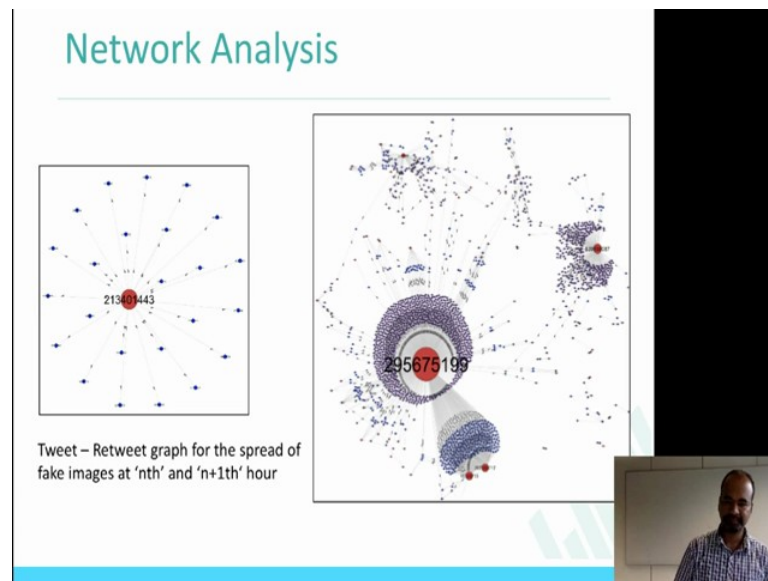 Network Analysis
213401443
295675199
Tweet – Retweet graph for the spread of
fake images at ‘nth’ and ‘n+1th’ hour